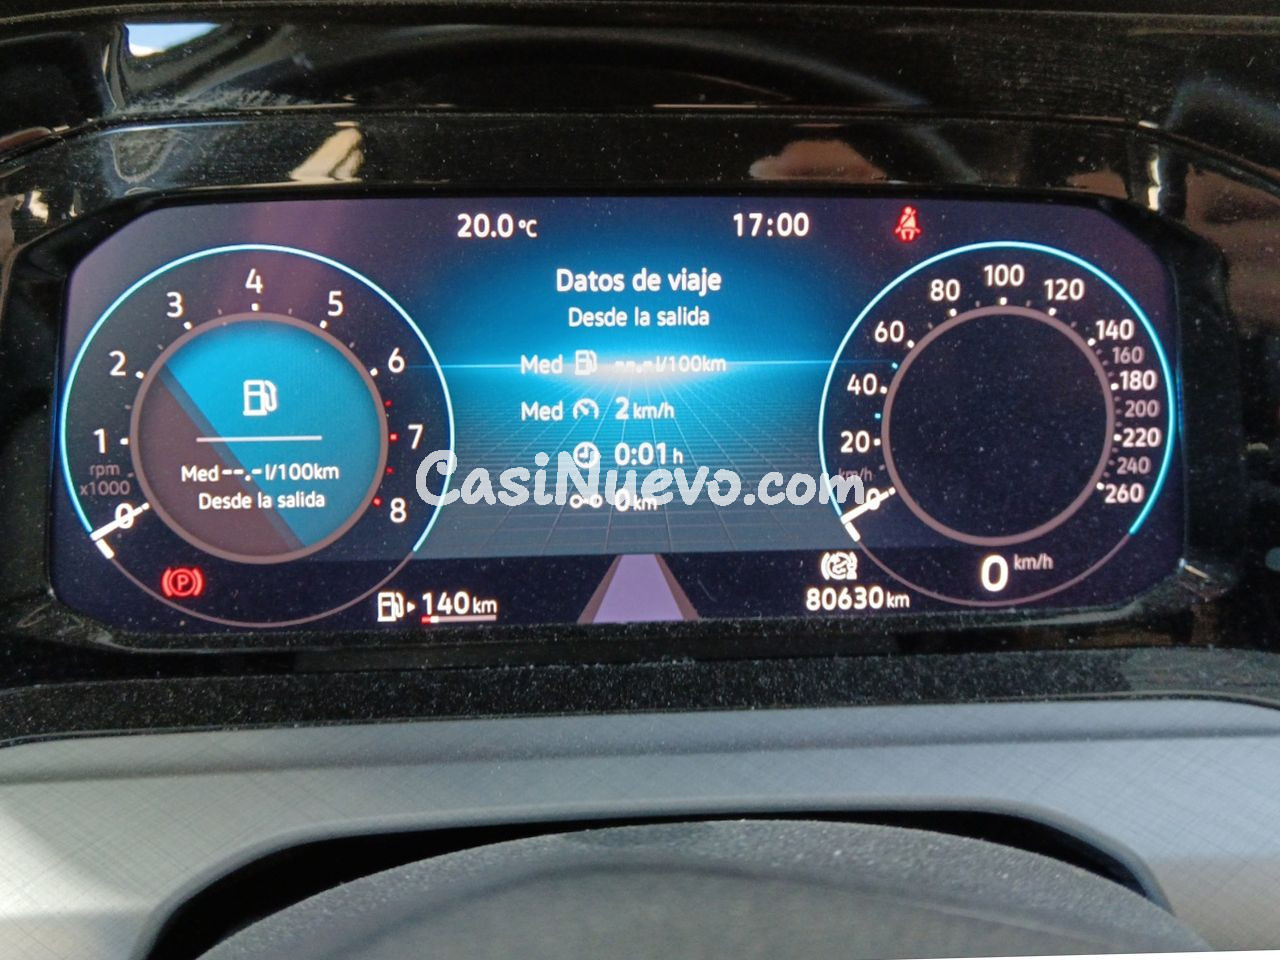 20.0 °C
17:00
Datos de viaje
Desde la salida
Med --.- l/100km
Med 2 km/h
0:01 h
0 km
0
1
2
3
4
5
6
7
8
rpm
x1000
Med --.- l/100km
Desde la salida
P
140 km
0
20
40
60
80
100
120
140
160
180
200
220
240
260
km/h
0 km/h
80630 km
CasiNuevo.com